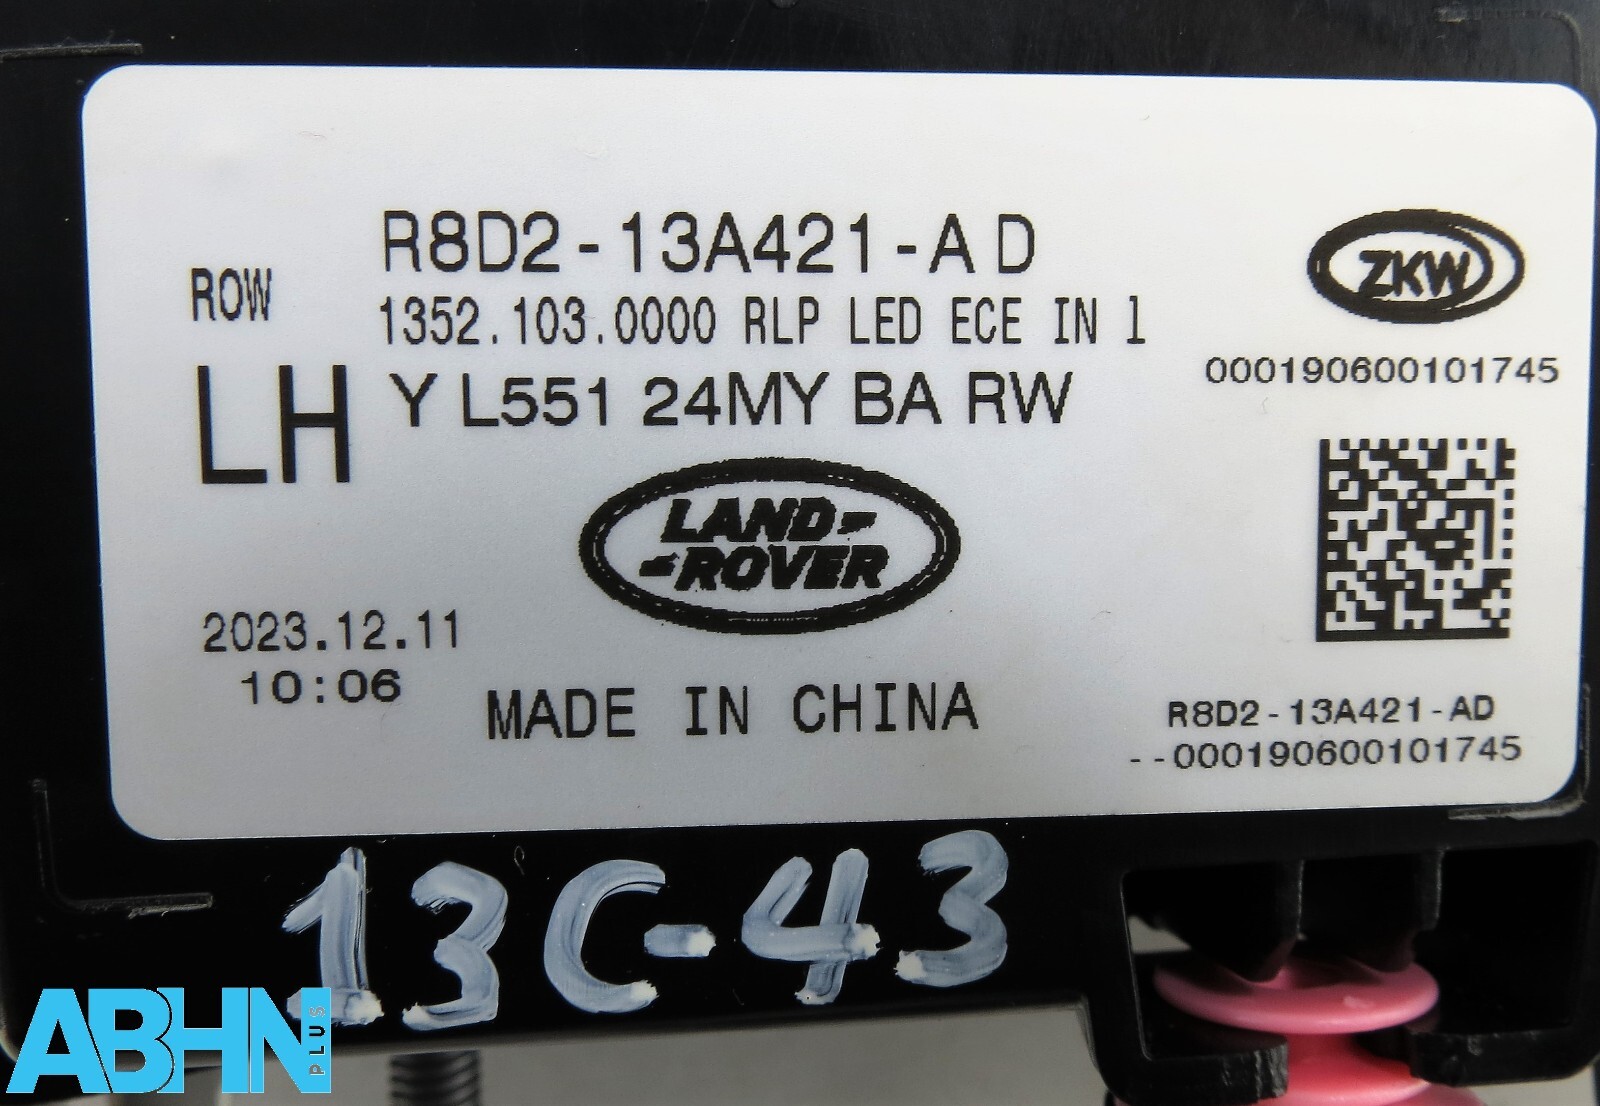 R8D2-13A421-AD
ROW
1352.103.0000 RLP LED ECE IN l
LH
Y L551 24MY BA RW
ZKW
000190600101745
LAND-
-ROVER
2023.12.11
10:06
MADE IN CHINA
R8D2-13A421-AD
--000190600101745
13C-43
ABHN
PLUS